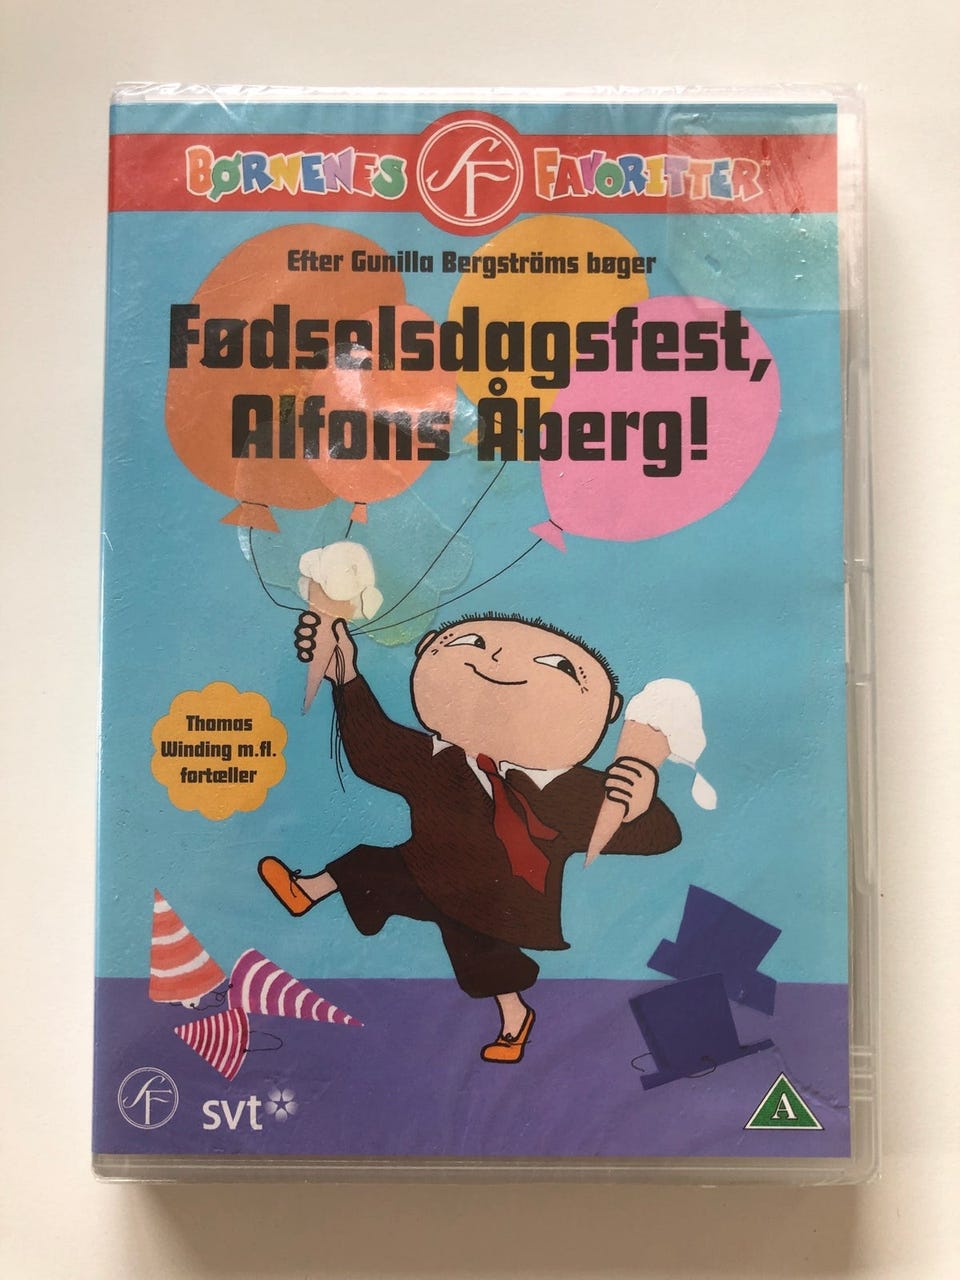 BØRNENES SF FAVORITTER
Efter Gunilla Bergströms bøger
Fødselsdagsfest,
Alfons Åberg!
Thomas
Winding m.fl.
fortæller
SF
svt
A